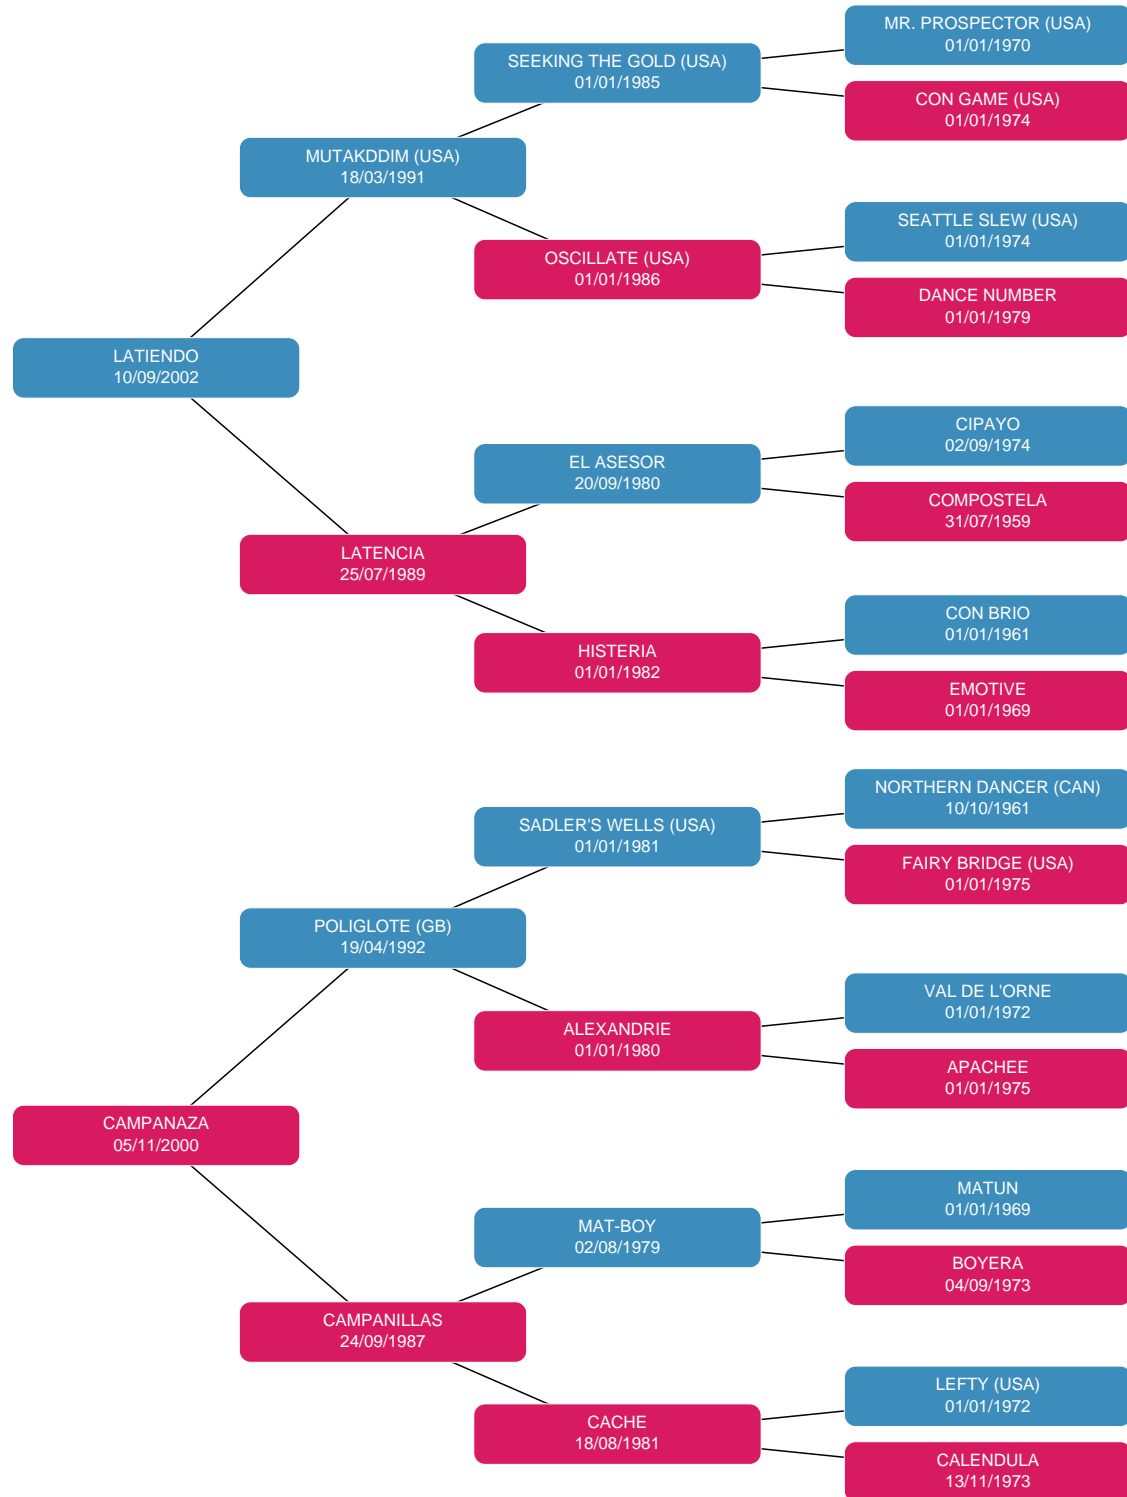 MR. PROSPECTOR (USA)
01/01/1970
SEEKING THE GOLD (USA)
01/01/1985
CON GAME (USA)
01/01/1974
MUTAKDDIM (USA)
18/03/1991
SEATTLE SLEW (USA)
01/01/1974
OSCILLATE (USA)
01/01/1986
DANCE NUMBER
01/01/1979
LATIENDO
10/09/2002
CIPAYO
02/09/1974
EL ASESOR
20/09/1980
COMPOSTELA
31/07/1959
LATENCIA
25/07/1989
CON BRIO
01/01/1961
HISTERIA
01/01/1982
EMOTIVE
01/01/1969
NORTHERN DANCER (CAN)
10/10/1961
SADLER'S WELLS (USA)
01/01/1981
FAIRY BRIDGE (USA)
01/01/1975
POLIGLOTE (GB)
19/04/1992
VAL DE L'ORNE
01/01/1972
ALEXANDRIE
01/01/1980
APACHEE
01/01/1975
CAMPANAZA
05/11/2000
MATUN
01/01/1969
MAT-BOY
02/08/1979
BOYERA
04/09/1973
CAMPANILLAS
24/09/1987
LEFTY (USA)
01/01/1972
CACHE
18/08/1981
CALENDULA
13/11/1973